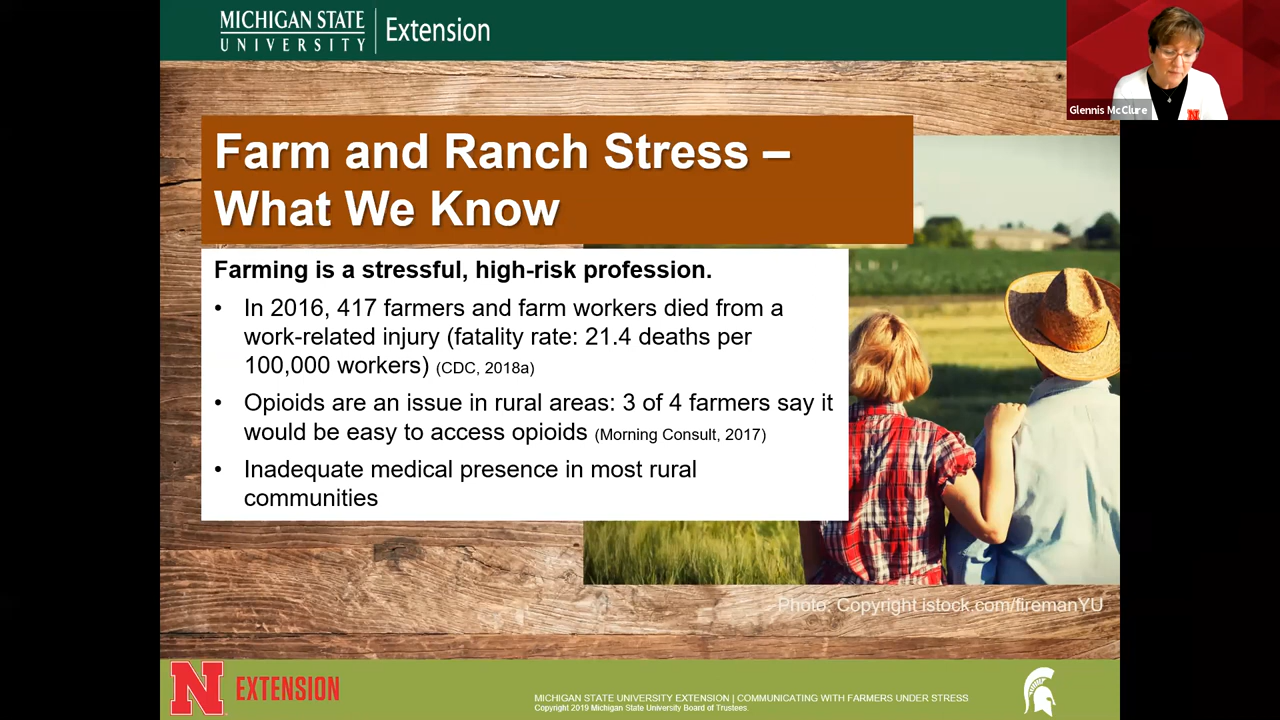 MICHIGAN STATE
UNIVERSITY
Extension
Glennis McClure
N
Farm and Ranch Stress –
What We Know
Farming is a stressful, high-risk profession.
• In 2016, 417 farmers and farm workers died from a
work-related injury (fatality rate: 21.4 deaths per
100,000 workers) (CDC, 2018a)
• Opioids are an issue in rural areas: 3 of 4 farmers say it
would be easy to access opioids (Morning Consult, 2017)
• Inadequate medical presence in most rural
communities
Photo: Copyright istock.com/firemanYU
N EXTENSION
MICHIGAN STATE UNIVERSITY EXTENSION | COMMUNICATING WITH FARMERS UNDER STRESS
Copyright 2019 Michigan State University Board of Trustees.